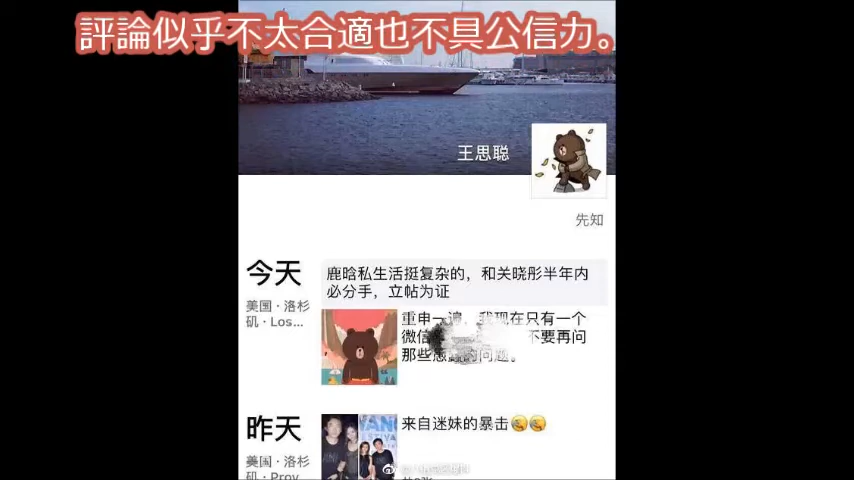 評論似乎不太合適也不具公信力。
王思聪
先知
今天
美国·洛杉
矶·Los...
鹿晗私生活挺复杂的，和关晓彤半年内
必分手，立帖为证
重申一遍，我现在只有一个
微信
不要再问
那些
的问题。
昨天
美国·洛杉
矶·Prov
来自迷妹的暴击